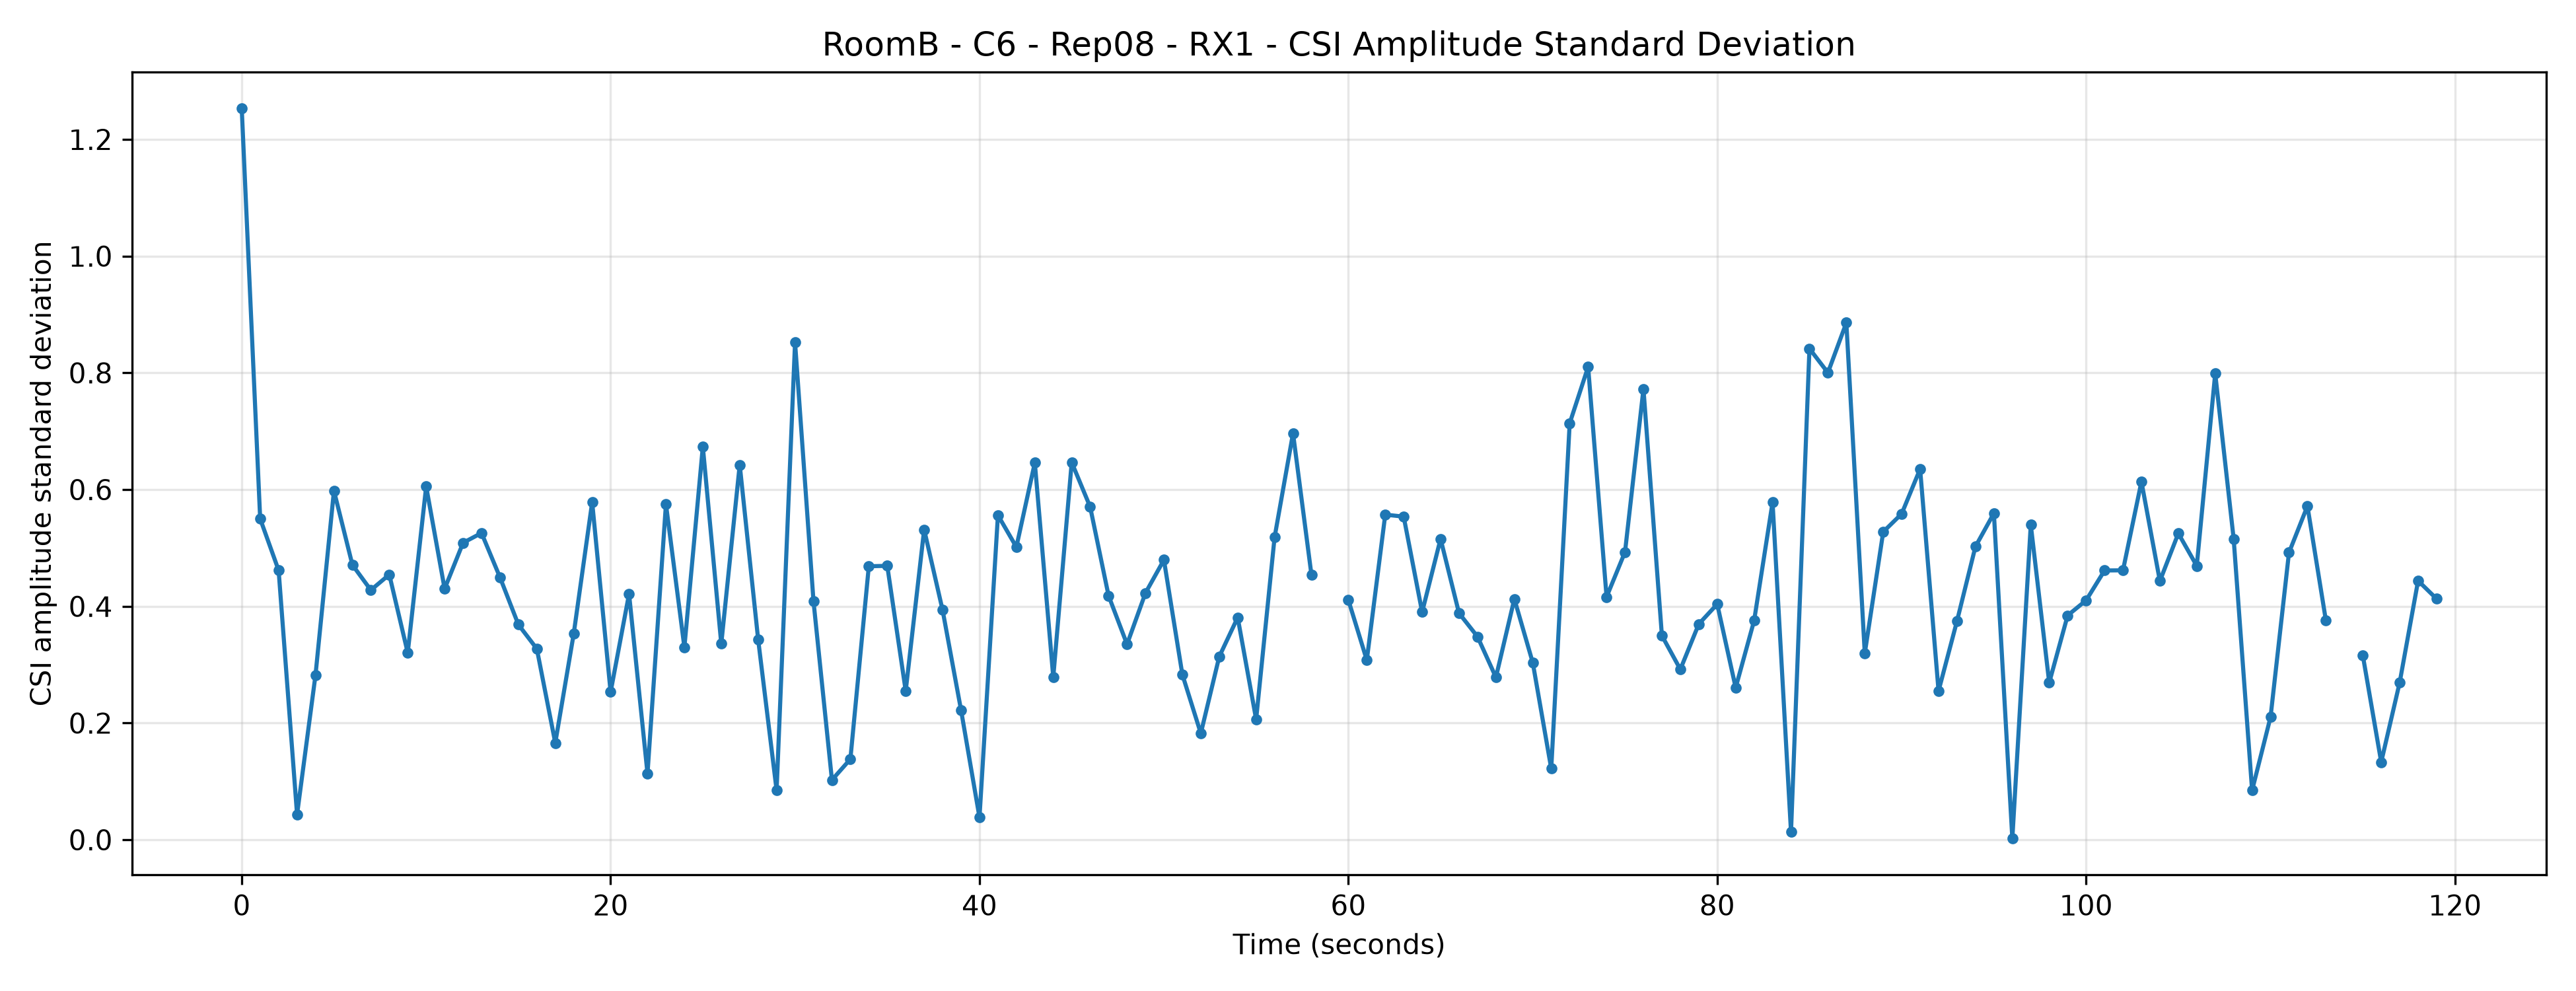 RoomB - C6 - Rep08 - RX1 - CSI Amplitude Standard Deviation
CSI amplitude standard deviation
1.2
1.0
0.8
0.6
0.4
0.2
0.0
0 20 40 60 80 100 120
Time (seconds)